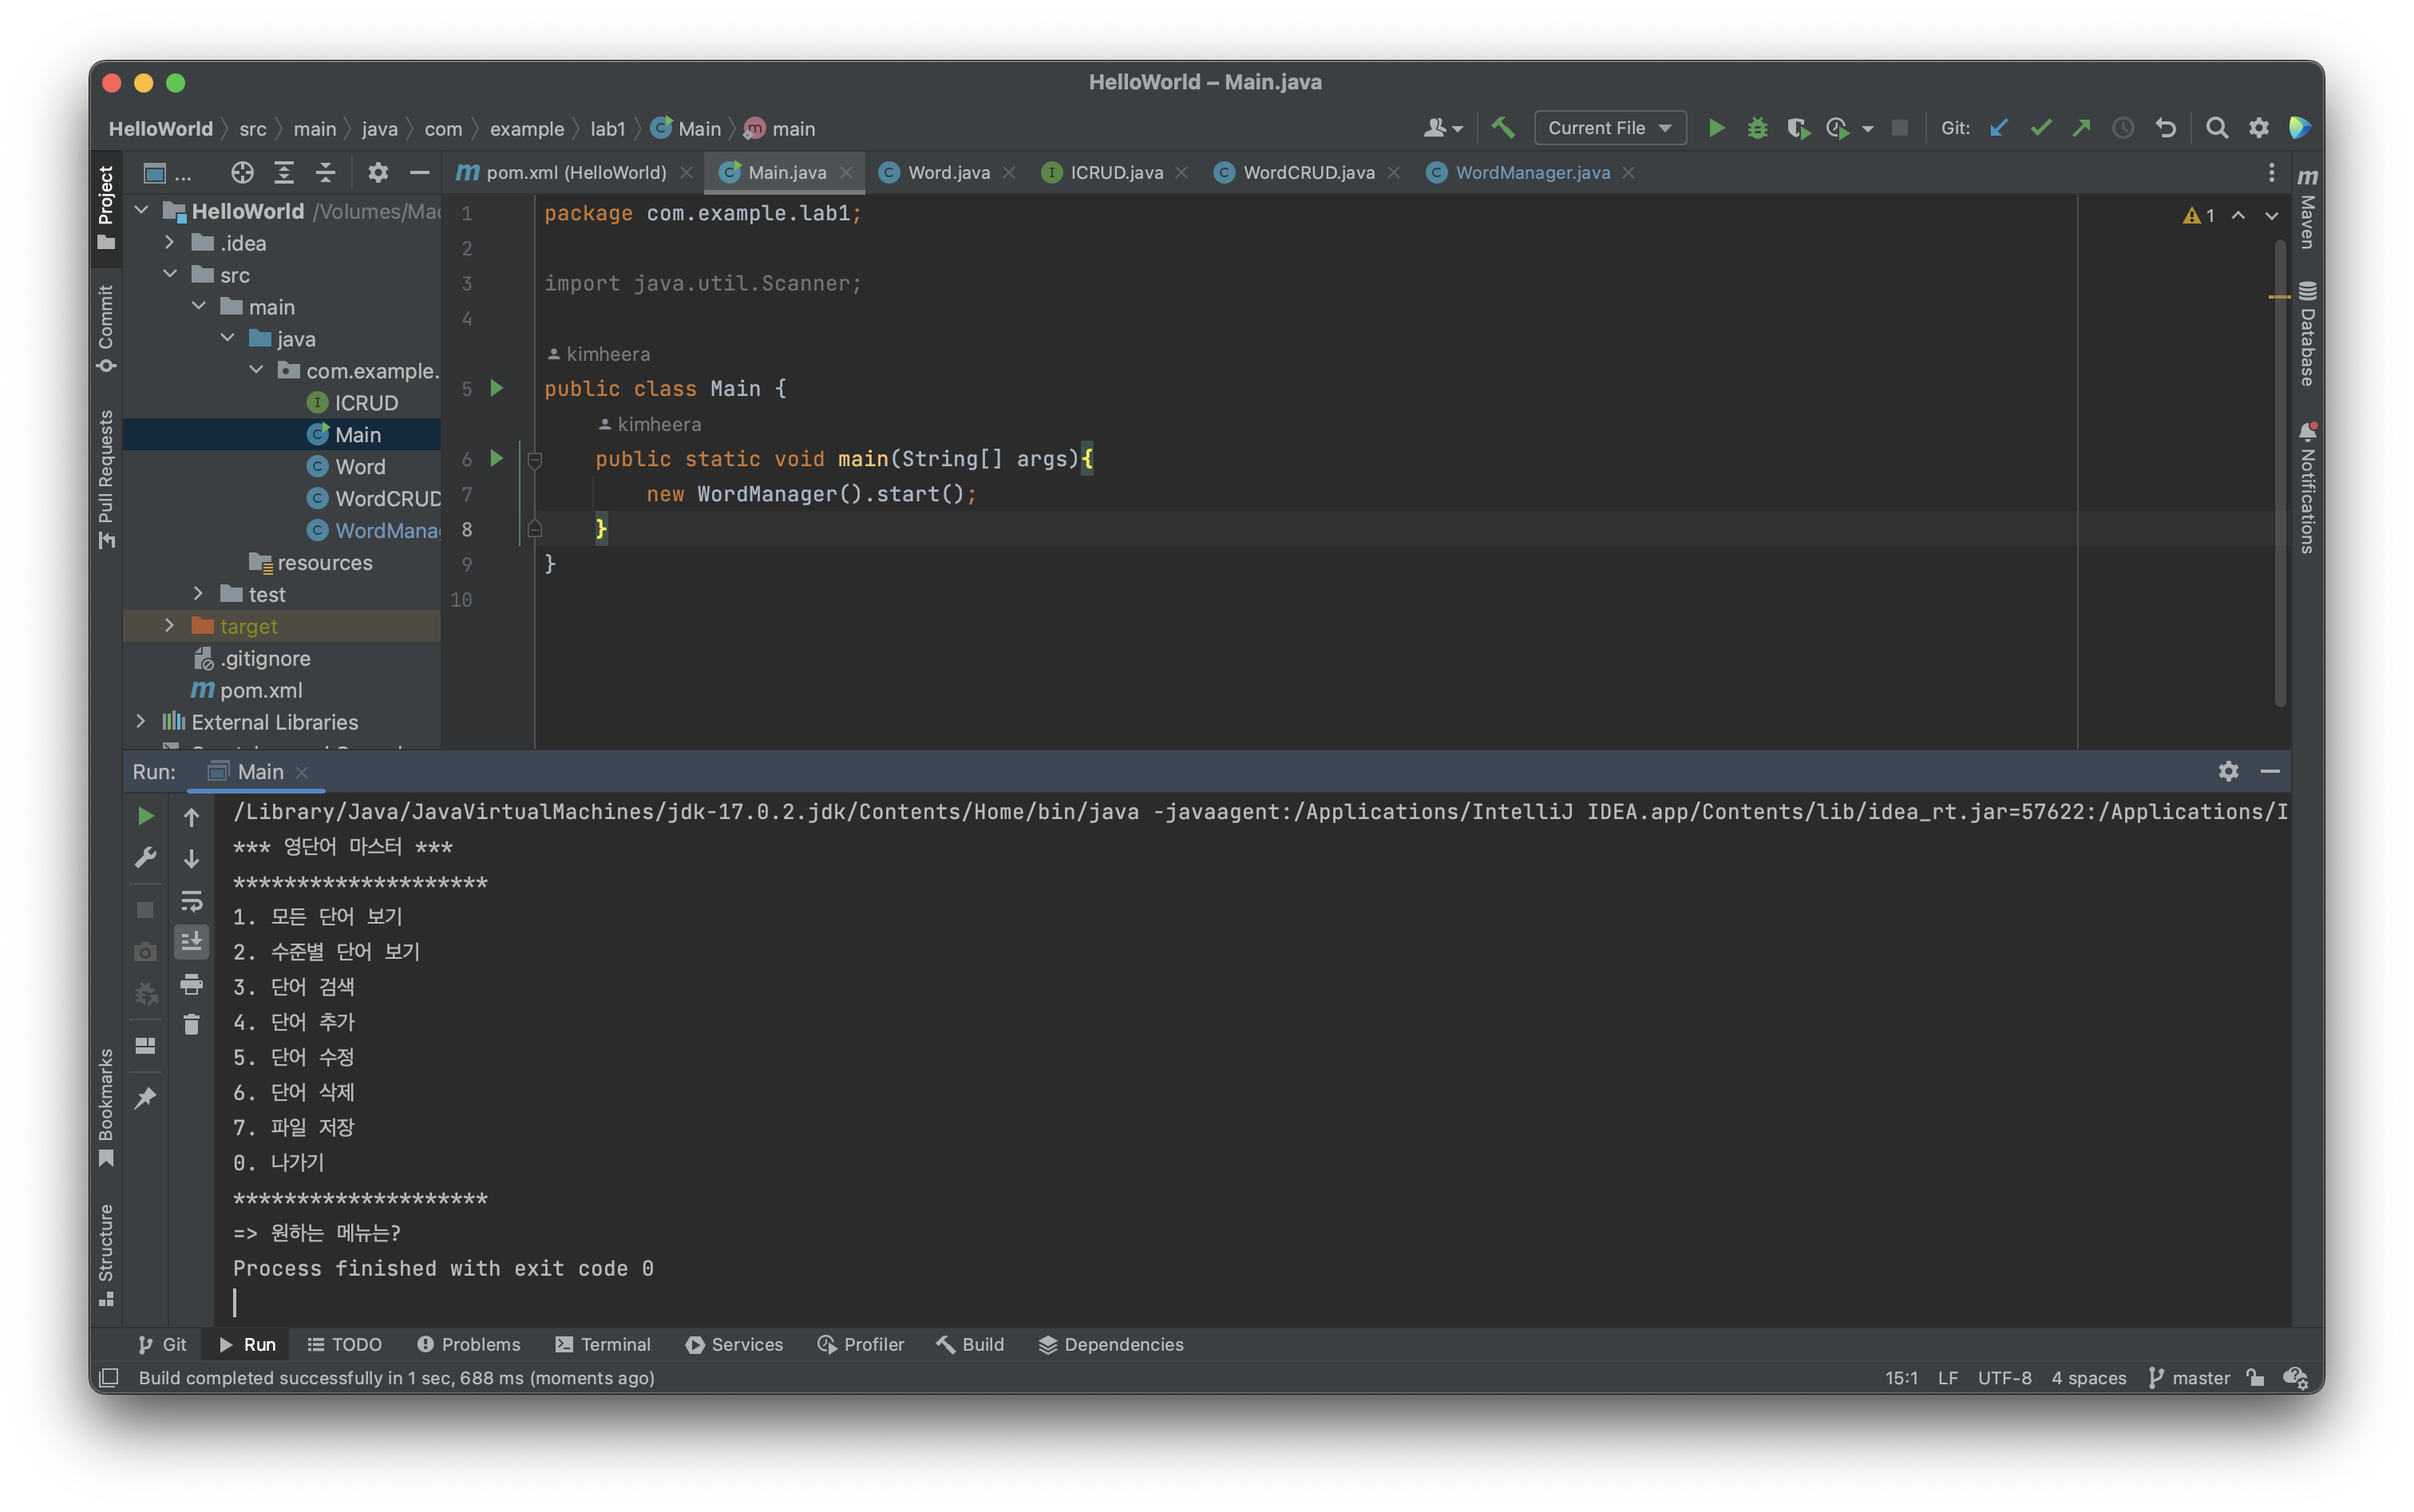 HelloWorld – Main.java
HelloWorld src main java com example lab1 Main main
Current File
Git:
Project
...
pom.xml (HelloWorld)
Main.java
Word.java
ICRUD.java
WordCRUD.java
WordManager.java
Commit
Pull Requests
Bookmarks
Structure
HelloWorld /Volumes/Mac
.idea
src
main
java
com.example.
ICRUD
Main
Word
WordCRUD
WordManag
resources
test
target
.gitignore
pom.xml
External Libraries
1 package com.example.lab1;
2
3 import java.util.Scanner;
4
kimheera
5 public class Main {
kimheera
6 public static void main(String[] args){
7 new WordManager().start();
8 }
9 }
10
1
Maven
Database
Notifications
Run: Main
/Library/Java/JavaVirtualMachines/jdk-17.0.2.jdk/Contents/Home/bin/java -javaagent:/Applications/IntelliJ IDEA.app/Contents/lib/idea_rt.jar=57622:/Applications/I
*** 영단어 마스터 ***
********************
1. 모든 단어 보기
2. 수준별 단어 보기
3. 단어 검색
4. 단어 추가
5. 단어 수정
6. 단어 삭제
7. 파일 저장
0. 나가기
********************
=> 원하는 메뉴는?
Process finished with exit code 0
Git Run TODO Problems Terminal Services Profiler Build Dependencies
Build completed successfully in 1 sec, 688 ms (moments ago)
15:1 LF UTF-8 4 spaces master